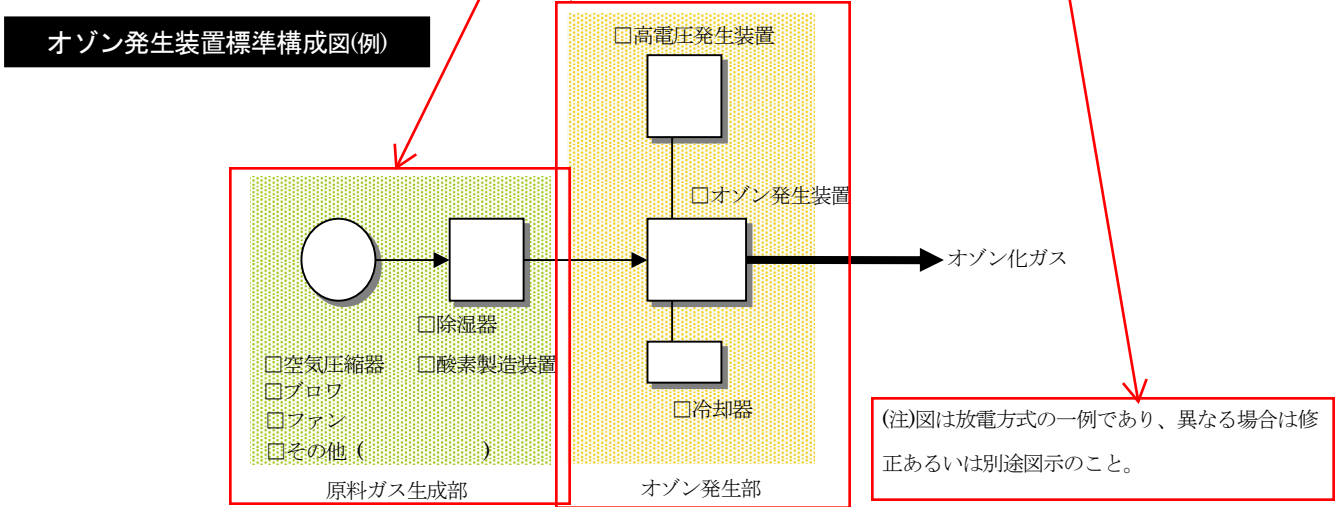 オゾン発生装置標準構成図(例)
□高電圧発生装置
□オゾン発生装置
オゾン化ガス
□除湿器
□空気圧縮器
□酸素製造装置
□ブロワ
□ファン
□その他 ( )
□冷却器
原料ガス生成部
オゾン発生部
(注)図は放電方式の一例であり、異なる場合は修
正あるいは別途図示のこと。